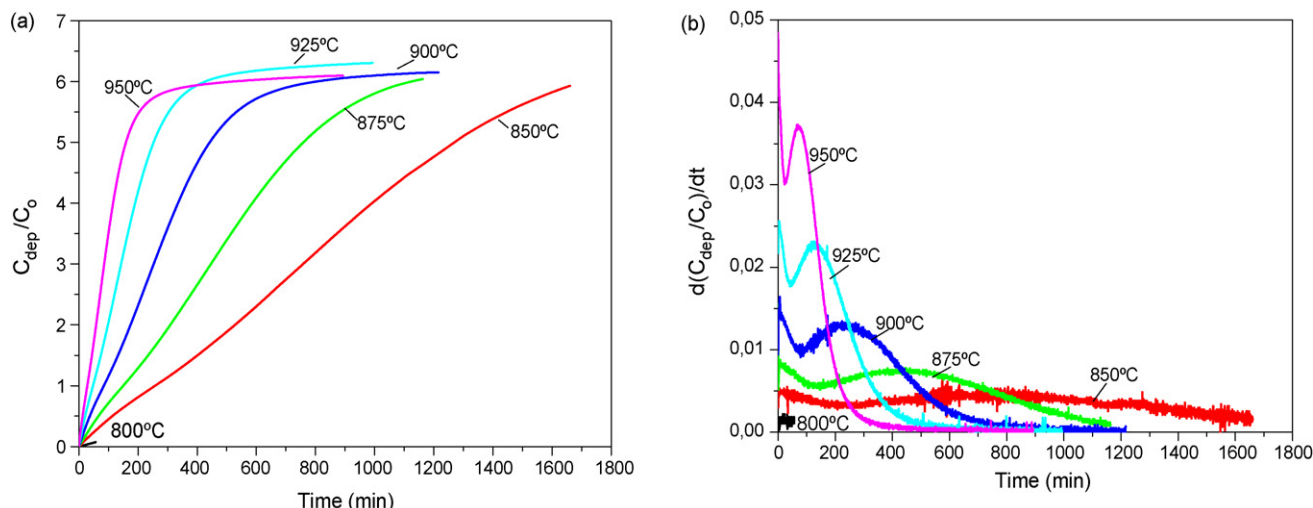 (a)
7
6
5
4
3
2
1
0
C_dep/C_o
925ºC
900ºC
950ºC
875ºC
850ºC
800ºC
0 200 400 600 800 1000 1200 1400 1600 1800
Time (min)
(b)
0,05
0,04
0,03
0,02
0,01
0,00
d(C_dep/C_o)/dt
950ºC
925ºC
900ºC
875ºC
850ºC
800ºC
0 200 400 600 800 1000 1200 1400 1600 1800
Time (min)